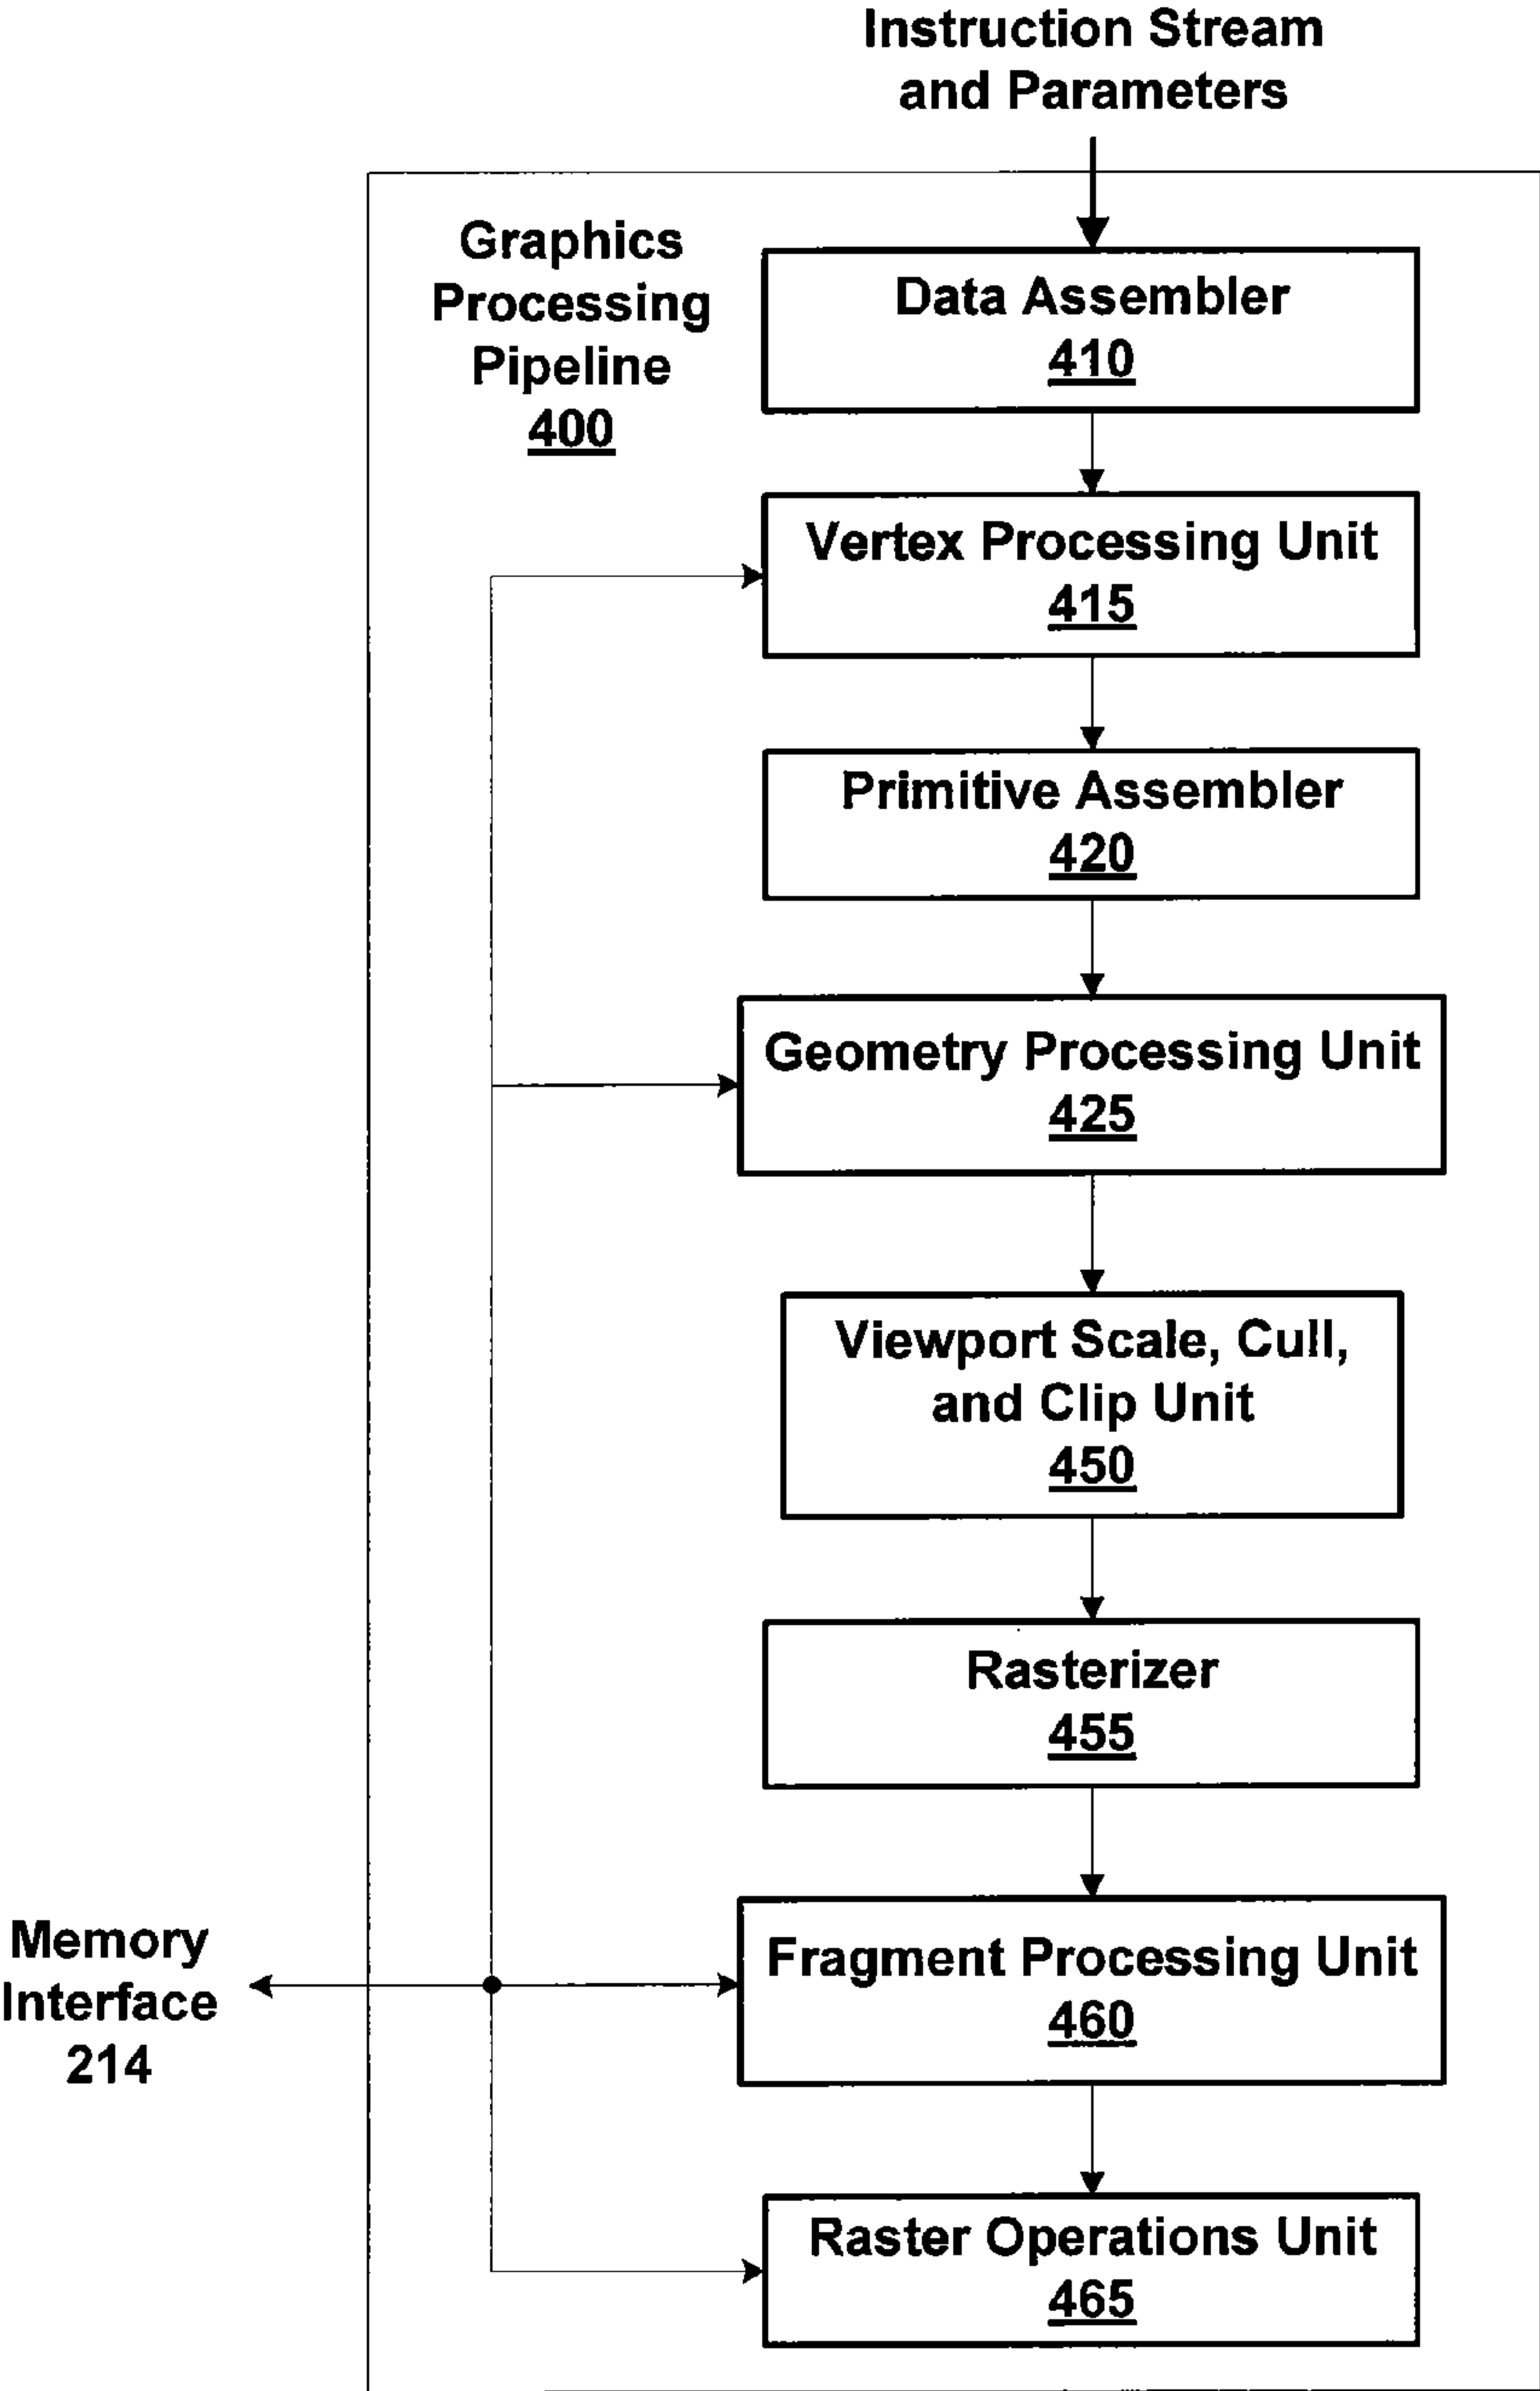 Instruction Stream
and Parameters
Graphics
Processing
Pipeline
400
Data Assembler
410
Vertex Processing Unit
415
Primitive Assembler
420
Geometry Processing Unit
425
Viewport Scale, Cull,
and Clip Unit
450
Rasterizer
455
Memory
Interface
214
Fragment Processing Unit
460
Raster Operations Unit
465